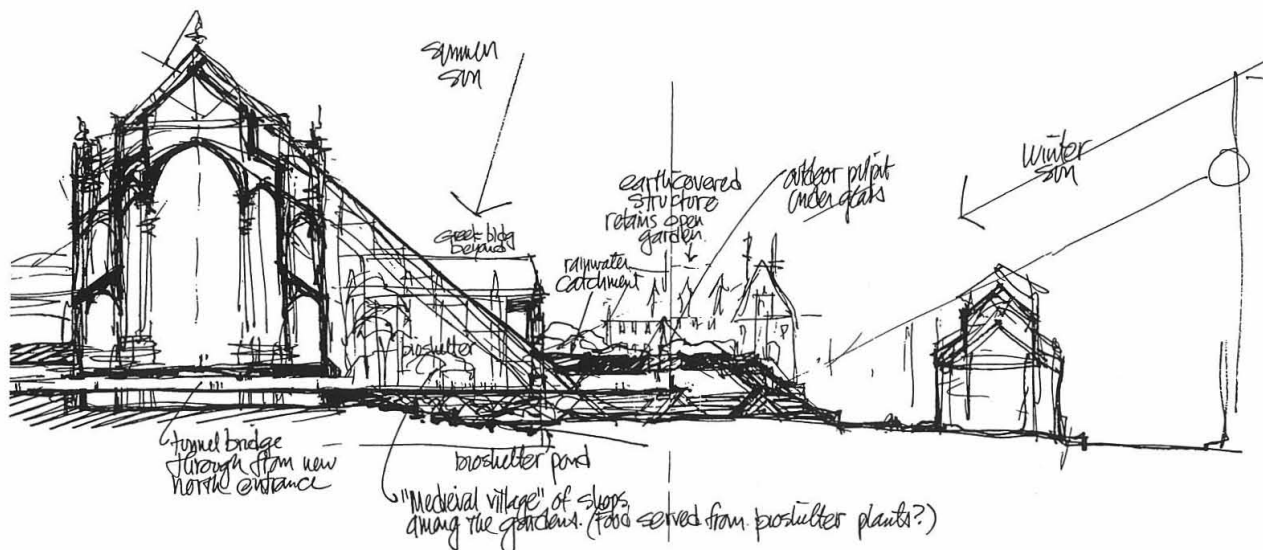 summer
sun
winter
sun
outdoor pulpit
under glass
earth covered
structure
retains open
garden.
Greek bldg
beyond
rainwater
catchment
bioshelter
tunnel bridge
through from new
north entrance
bioshelter pond
"Medieval village" of shops
among the gardens. (Food served from bioshelter plants?)